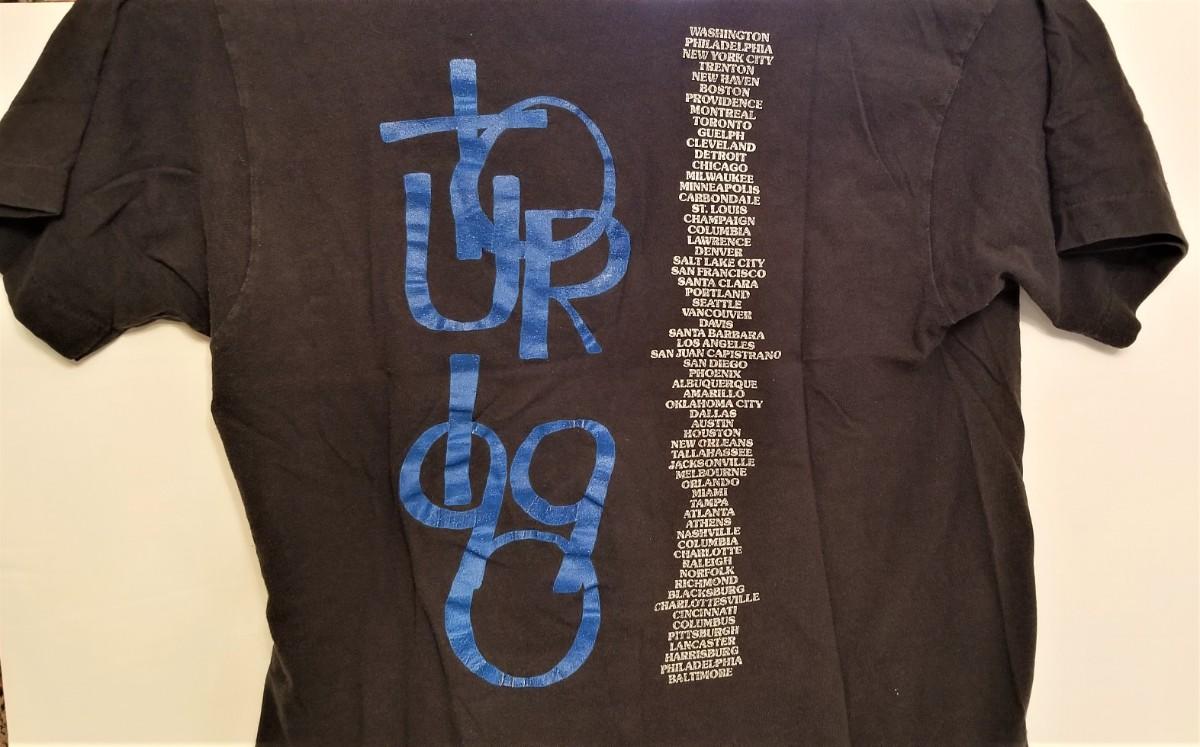 tOUR
1990
WASHINGTON
PHILADELPHIA
NEW YORK CITY
TRENTON
NEW HAVEN
BOSTON
PROVIDENCE
MONTREAL
TORONTO
GUELPH
CLEVELAND
DETROIT
CHICAGO
MILWAUKEE
MINNEAPOLIS
CARBONDALE
ST. LOUIS
CHAMPAIGN
COLUMBIA
LAWRENCE
DENVER
SALT LAKE CITY
SAN FRANCISCO
SANTA CLARA
PORTLAND
SEATTLE
VANCOUVER
DAVIS
SANTA BARBARA
LOS ANGELES
SAN JUAN CAPISTRANO
SAN DIEGO
PHOENIX
ALBUQUERQUE
AMARILLO
OKLAHOMA CITY
DALLAS
AUSTIN
HOUSTON
NEW ORLEANS
TALLAHASSEE
JACKSONVILLE
MELBOURNE
ORLANDO
MIAMI
TAMPA
ATLANTA
ATHENS
NASHVILLE
COLUMBIA
CHARLOTTE
RALEIGH
NORFOLK
RICHMOND
BLACKSBURG
CHARLOTTESVILLE
CINCINNATI
COLUMBUS
PITTSBURGH
LANCASTER
HARRISBURG
PHILADELPHIA
BALTIMORE